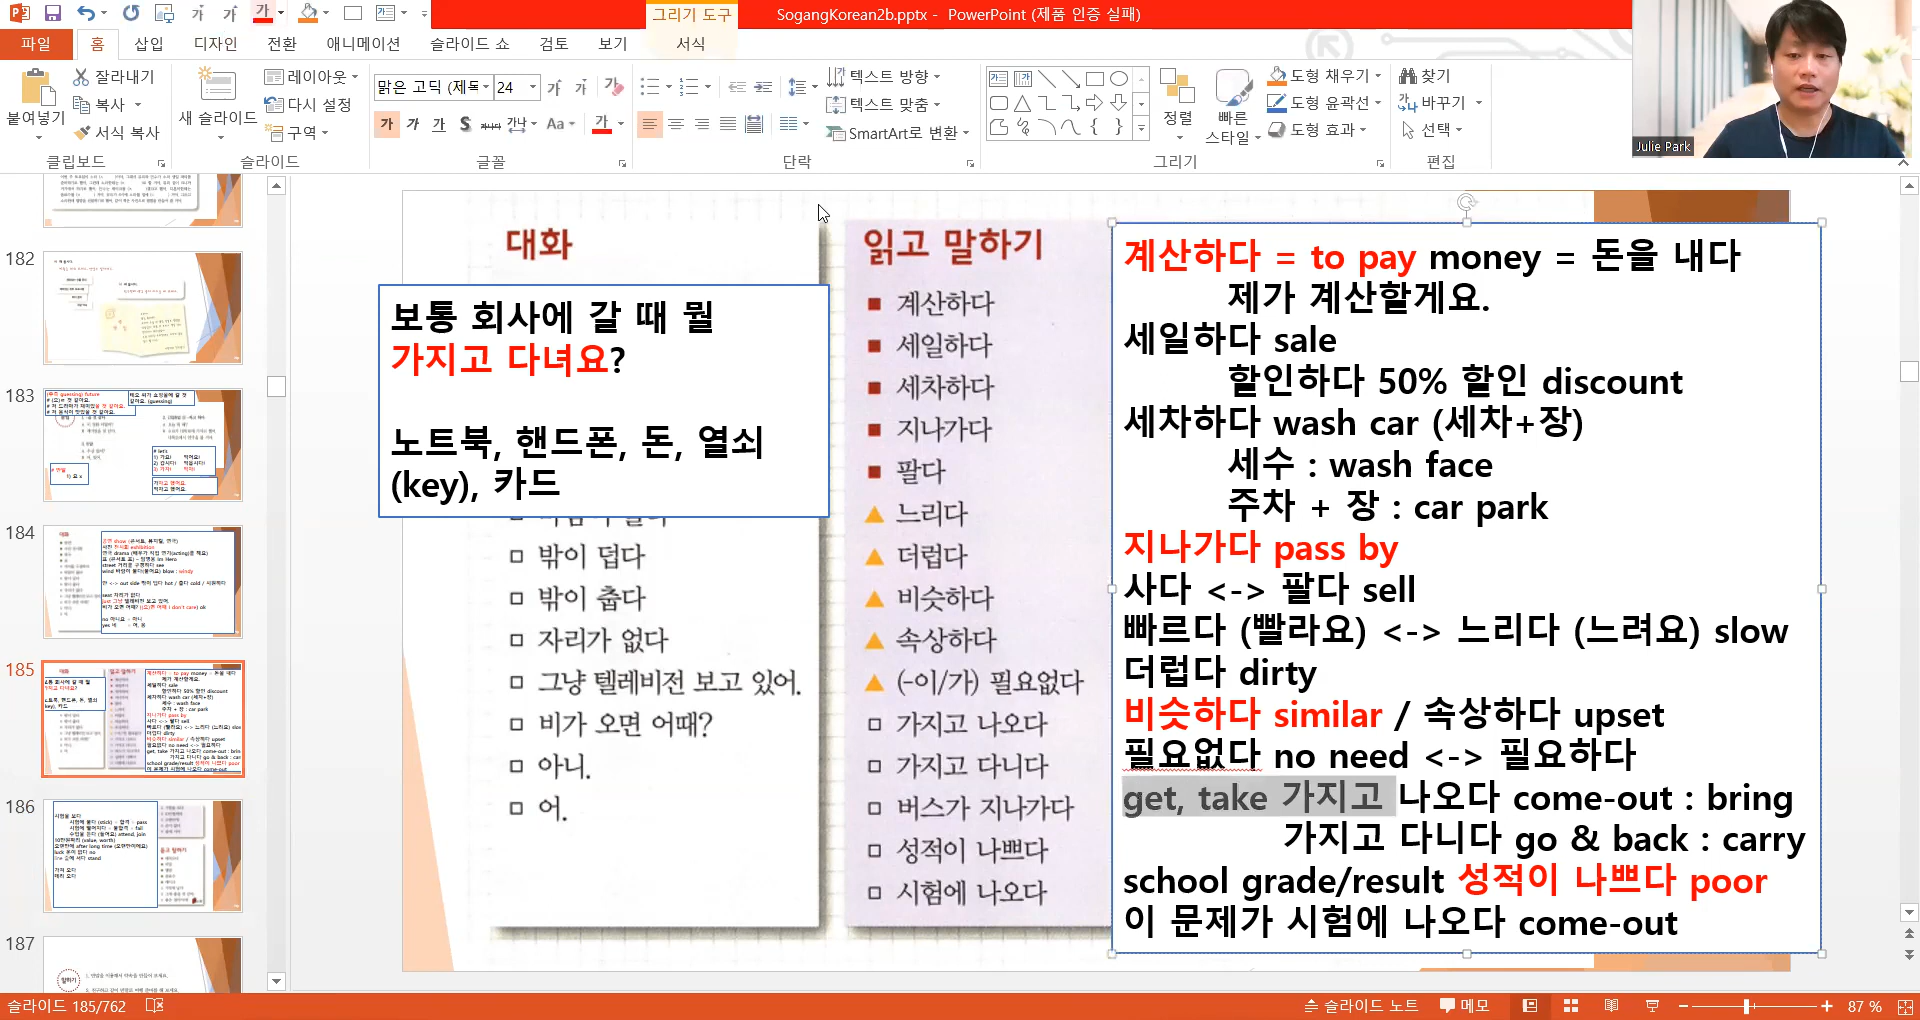 그리기 도구
SogangKorean2b.pptx - PowerPoint (제품 인증 실패)
파일
홈
삽입
디자인
전환
애니메이션
슬라이드 쇼
검토
보기
서식
붙여넣기
잘라내기
복사
서식 복사
클립보드
새 슬라이드
레이아웃
다시 설정
구역
슬라이드
맑은 고딕 (제목
24
글꼴
텍스트 방향
텍스트 맞춤
SmartArt로 변환
단락
정렬
빠른 스타일
도형 채우기
도형 윤곽선
도형 효과
그리기
찾기
바꾸기
선택
편집
Julie Park
182
183
184
185
186
187
대화
보통 회사에 갈 때 뭘
가지고 다녀요?
노트북, 핸드폰, 돈, 열쇠
(key), 카드
밖이 덥다
밖이 춥다
자리가 없다
그냥 텔레비전 보고 있어.
비가 오면 어때?
아니.
어.
읽고 말하기
계산하다
세일하다
세차하다
지나가다
팔다
느리다
더럽다
비슷하다
속상하다
(-이/가) 필요없다
가지고 나오다
가지고 다니다
버스가 지나가다
성적이 나쁘다
시험에 나오다
계산하다 = to pay money = 돈을 내다
제가 계산할게요.
세일하다 sale
할인하다 50% 할인 discount
세차하다 wash car (세차+장)
세수 : wash face
주차 + 장 : car park
지나가다 pass by
사다 <-> 팔다 sell
빠르다 (빨라요) <-> 느리다 (느려요) slow
더럽다 dirty
비슷하다 similar / 속상하다 upset
필요없다 no need <-> 필요하다
get, take 가지고 나오다 come-out : bring
가지고 다니다 go & back : carry
school grade/result 성적이 나쁘다 poor
이 문제가 시험에 나오다 come-out
슬라이드 185/762
슬라이드 노트
메모
87 %